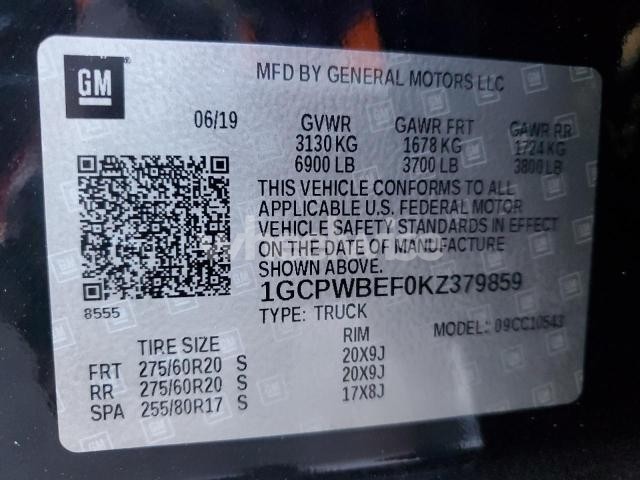 GM
MFD BY GENERAL MOTORS LLC
06/19 GVWR GAWR FRT GAWR RR
3130 KG 1678 KG 1724 KG
6900 LB 3700 LB 3800 LB
THIS VEHICLE CONFORMS TO ALL
APPLICABLE U.S. FEDERAL MOTOR
VEHICLE SAFETY STANDARDS IN EFFECT
ON THE DATE OF MANUFACTURE
SHOWN ABOVE.
1GCPWBEF0KZ379859
8555
TYPE: TRUCK MODEL: 09CC10543
TIRE SIZE RIM
FRT 275/60R20 S 20X9J
RR 275/60R20 S 20X9J
SPA 255/80R17 S 17X8J